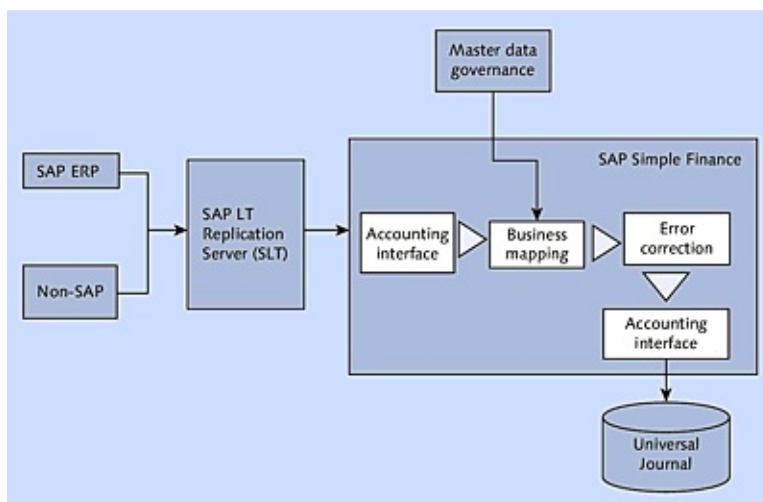 Master data
governance
SAP Simple Finance
SAP ERP
Non-SAP
SAP LT
Replication
Server (SLT)
Accounting
interface
Business
mapping
Error
correction
Accounting
interface
Universal
Journal